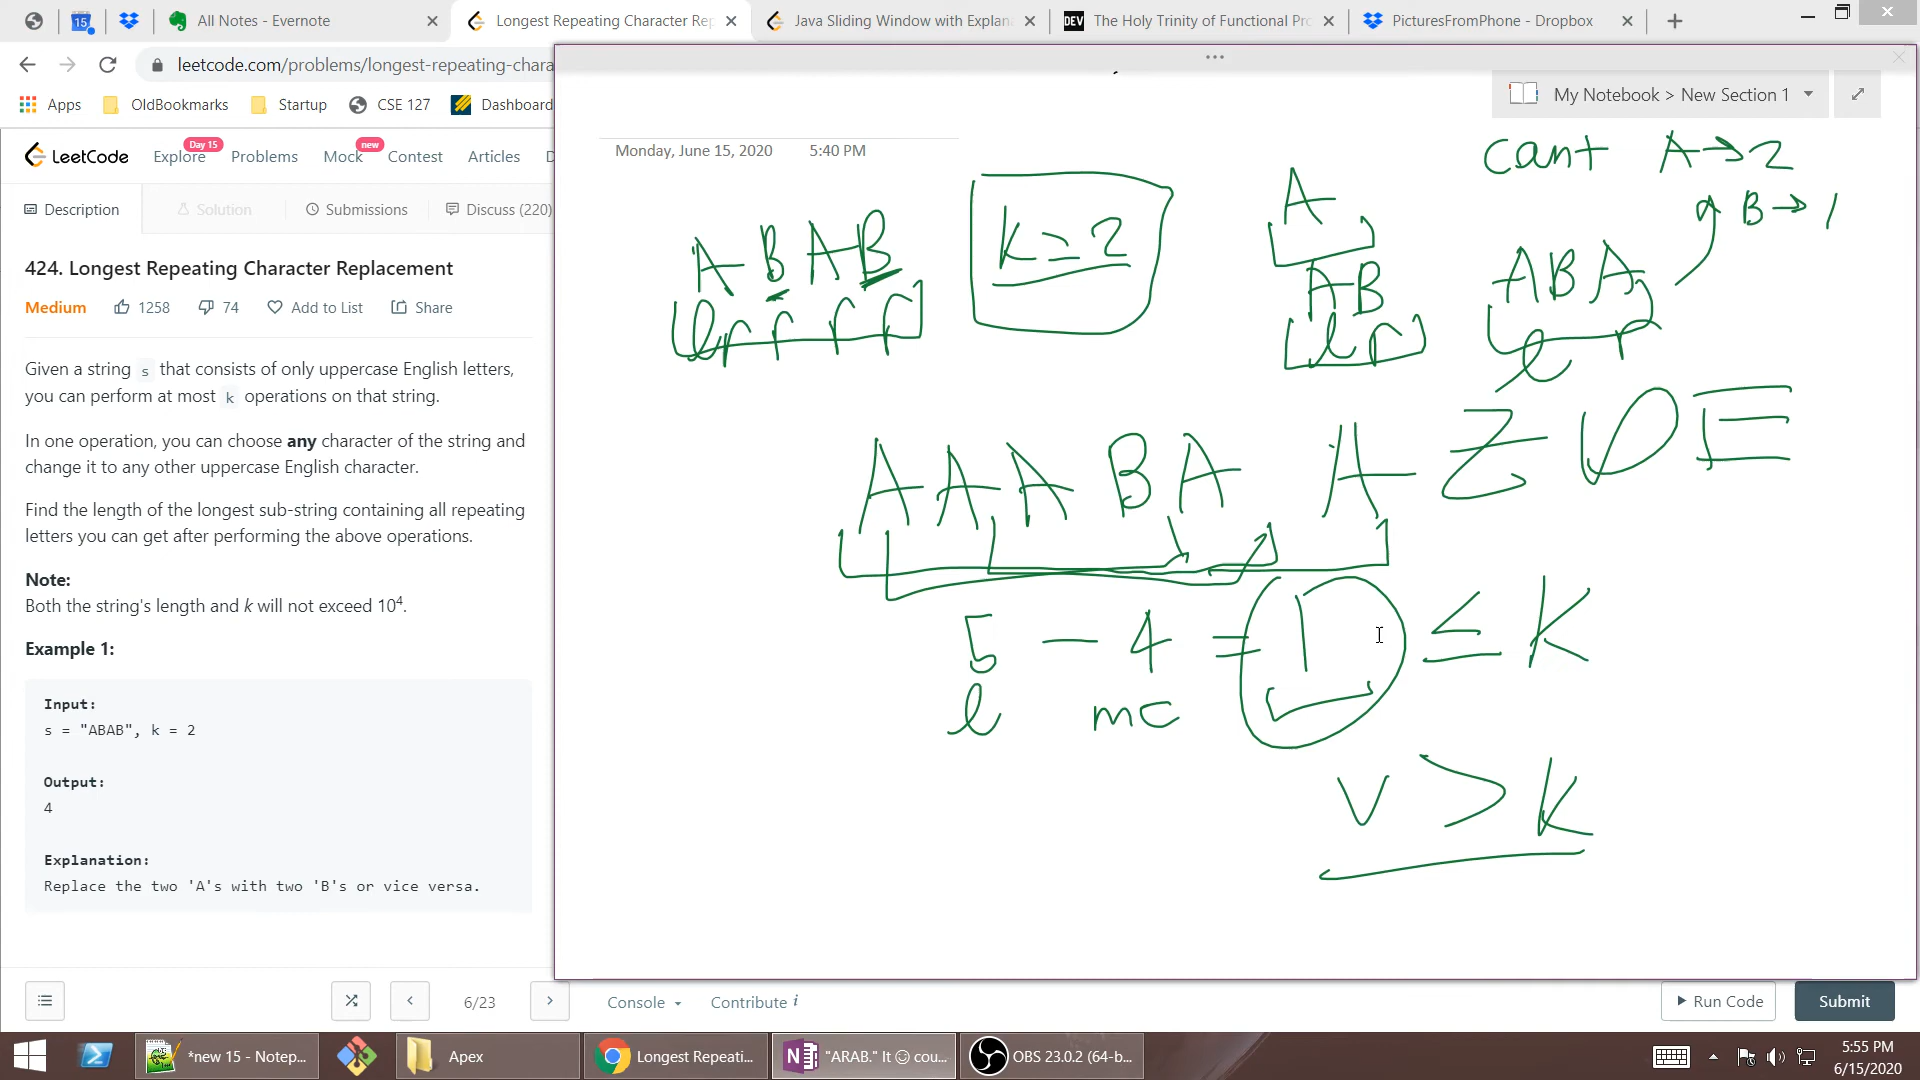 All Notes - Evernote
Longest Repeating Character Rep
Java Sliding Window with Explan
DEV
The Holy Trinity of Functional Pro
PicturesFromPhone - Dropbox
15
leetcode.com/problems/longest-repeating-chara
Apps
OldBookmarks
Startup
CSE 127
Dashboard
My Notebook > New Section 1
LeetCode
Explore
Day 15
Problems
Mock
new
Contest
Articles
D
Description
Solution
Submissions
Discuss (220)
424. Longest Repeating Character Replacement
Medium
1258
74
Add to List
Share
Given a string s that consists of only uppercase English letters,
you can perform at most k operations on that string.
In one operation, you can choose any character of the string and
change it to any other uppercase English character.
Find the length of the longest sub-string containing all repeating
letters you can get after performing the above operations.
Note:
Both the string's length and k will not exceed 10⁴.
Example 1:
Input:
s = "ABAB", k = 2
Output:
4
Explanation:
Replace the two 'A's with two 'B's or vice versa.
Monday, June 15, 2020 5:40 PM
ABAB
l r r r r
k=2
A
AB
l r
cant A→2
B→1
ABA
l r
AAABA A Z D E
5 - 4 = 1 ≤ k
l mc
v > k
6/23
Console
Contribute i
Run Code
Submit
*new 15 - Notep...
Apex
Longest Repeati...
"ARAB." It ☺ cou...
OBS 23.0.2 (64-b...
5:55 PM
6/15/2020